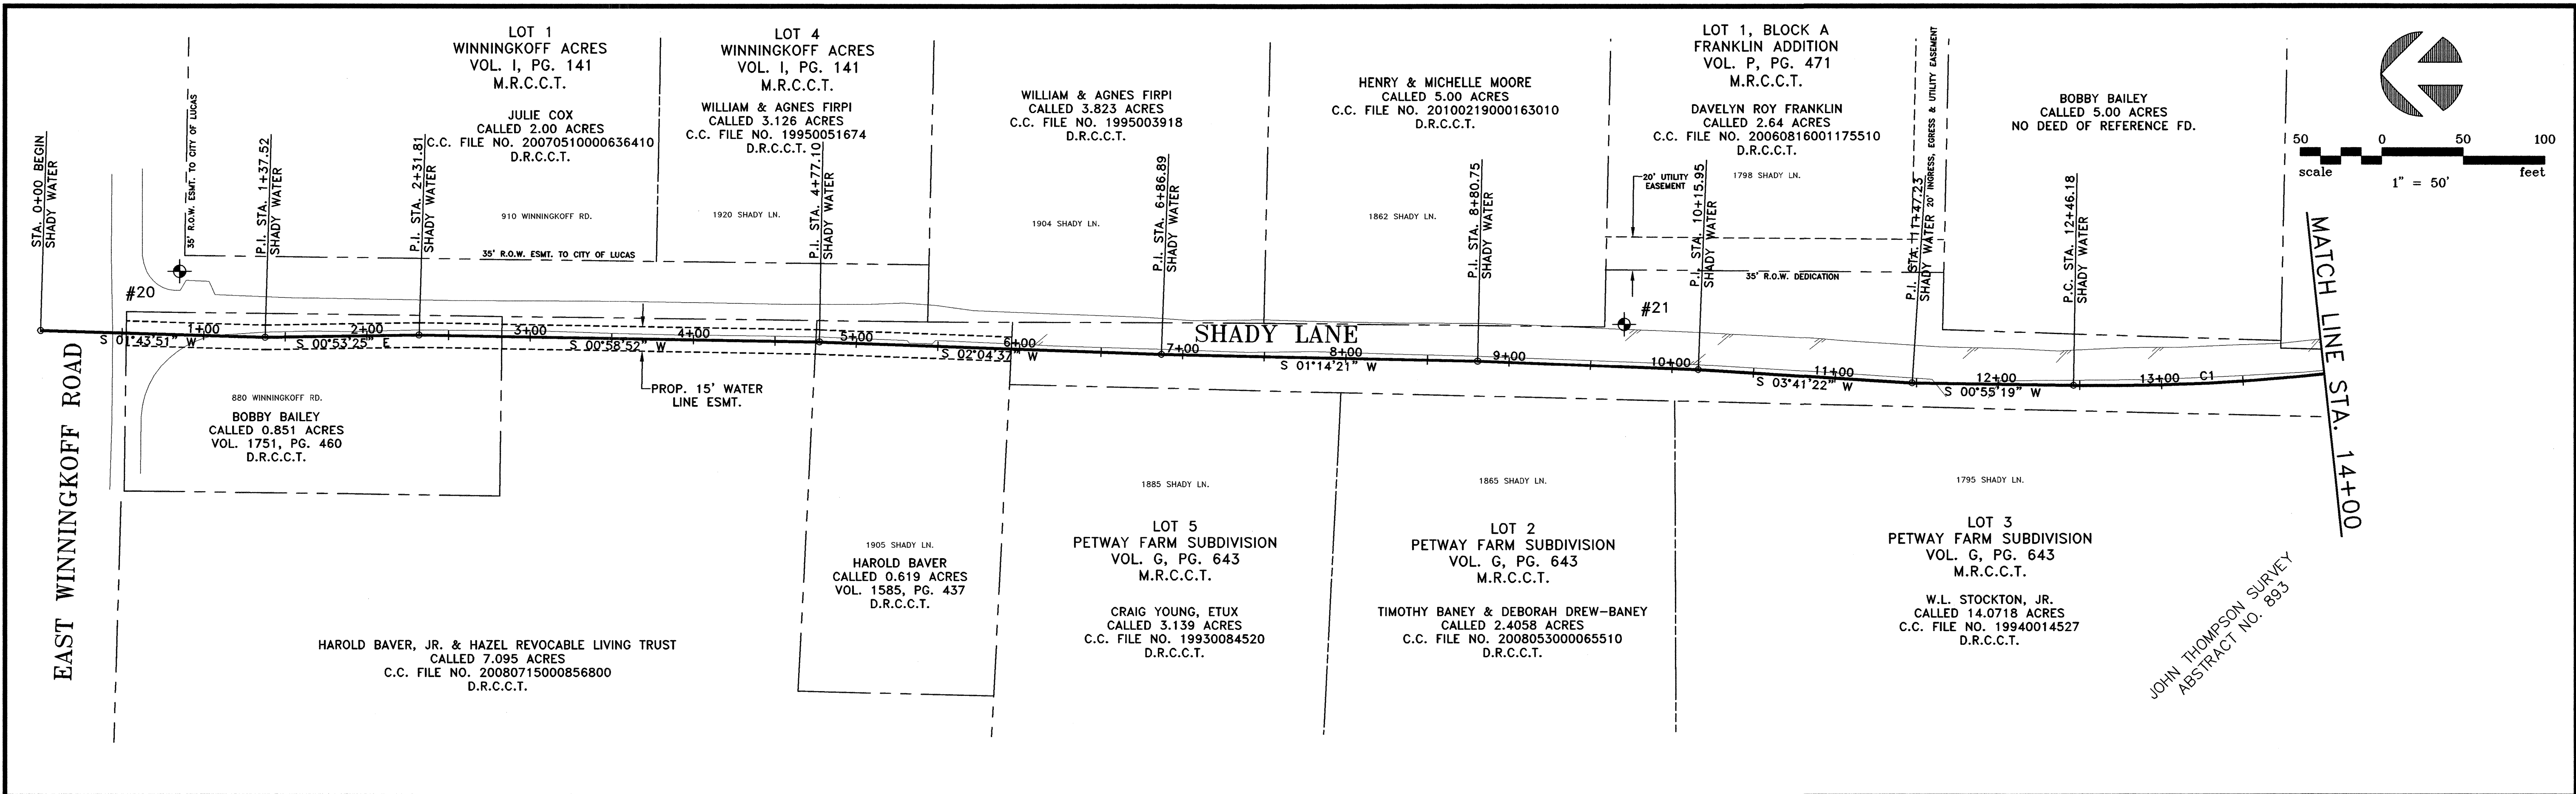 LOT 1
WINNINGKOFF ACRES
VOL. I, PG. 141
M.R.C.C.T.
JULIE COX
CALLED 2.00 ACRES
C.C. FILE NO. 20070510000636410
D.R.C.C.T.
910 WINNINGKOFF RD.
LOT 4
WINNINGKOFF ACRES
VOL. I, PG. 141
M.R.C.C.T.
WILLIAM & AGNES FIRPI
CALLED 3.126 ACRES
C.C. FILE NO. 19950051674
D.R.C.C.T.
1920 SHADY LN.
WILLIAM & AGNES FIRPI
CALLED 3.823 ACRES
C.C. FILE NO. 1995003918
D.R.C.C.T.
1904 SHADY LN.
HENRY & MICHELLE MOORE
CALLED 5.00 ACRES
C.C. FILE NO. 20100219000163010
D.R.C.C.T.
1862 SHADY LN.
LOT 1, BLOCK A
FRANKLIN ADDITION
VOL. P, PG. 471
M.R.C.C.T.
DAVELYN ROY FRANKLIN
CALLED 2.64 ACRES
C.C. FILE NO. 20060816001175510
D.R.C.C.T.
1798 SHADY LN.
20' UTILITY
EASEMENT
BOBBY BAILEY
CALLED 5.00 ACRES
NO DEED OF REFERENCE FD.
50 0 50 100
scale feet
1" = 50'
STA. 0+00 BEGIN
SHADY WATER
35' R.O.W. ESMT. TO CITY OF LUCAS
P.I. STA. 1+37.52
SHADY WATER
P.I. STA. 2+31.81
SHADY WATER
35' R.O.W. ESMT. TO CITY OF LUCAS
P.I. STA. 4+77.10
SHADY WATER
P.I. STA. 6+86.89
SHADY WATER
P.I. STA. 8+80.75
SHADY WATER
P.I. STA. 10+15.95
SHADY WATER
35' R.O.W. DEDICATION
P.I. STA. 11+47.23
SHADY WATER
20' INGRESS, EGRESS & UTILITY EASEMENT
P.C. STA. 12+46.18
SHADY WATER
#20
#21
SHADY LANE
1+00 2+00 3+00 4+00 5+00 6+00 7+00 8+00 9+00 10+00 11+00 12+00 13+00 C1
S 01°43'51" W
S 00°53'25" E
S 00°58'52" W
S 02°04'37" W
S 01°14'21" W
S 03°41'22" W
S 00°55'19" W
MATCH LINE STA. 14+00
PROP. 15' WATER
LINE ESMT.
EAST WINNINGKOFF ROAD
880 WINNINGKOFF RD.
BOBBY BAILEY
CALLED 0.851 ACRES
VOL. 1751, PG. 460
D.R.C.C.T.
HAROLD BAVER, JR. & HAZEL REVOCABLE LIVING TRUST
CALLED 7.095 ACRES
C.C. FILE NO. 20080715000856800
D.R.C.C.T.
1905 SHADY LN.
HAROLD BAVER
CALLED 0.619 ACRES
VOL. 1585, PG. 437
D.R.C.C.T.
1885 SHADY LN.
LOT 5
PETWAY FARM SUBDIVISION
VOL. G, PG. 643
M.R.C.C.T.
CRAIG YOUNG, ETUX
CALLED 3.139 ACRES
C.C. FILE NO. 19930084520
D.R.C.C.T.
1865 SHADY LN.
LOT 2
PETWAY FARM SUBDIVISION
VOL. G, PG. 643
M.R.C.C.T.
TIMOTHY BANEY & DEBORAH DREW-BANEY
CALLED 2.4058 ACRES
C.C. FILE NO. 2008053000065510
D.R.C.C.T.
1795 SHADY LN.
LOT 3
PETWAY FARM SUBDIVISION
VOL. G, PG. 643
M.R.C.C.T.
W.L. STOCKTON, JR.
CALLED 14.0718 ACRES
C.C. FILE NO. 19940014527
D.R.C.C.T.
JOHN THOMPSON SURVEY
ABSTRACT NO. 893